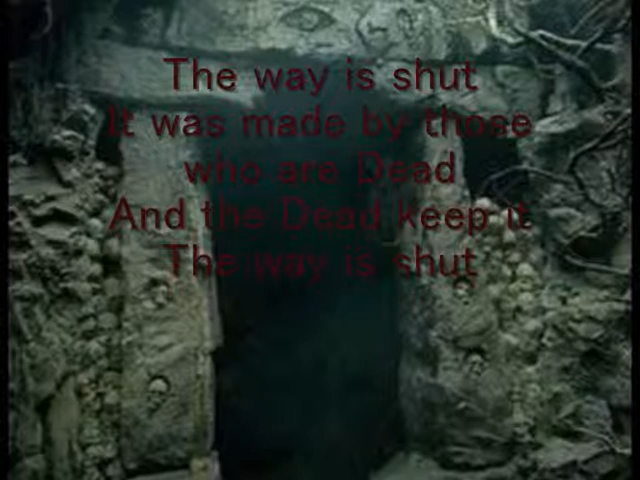 The way is shut
It was made by those
who are Dead
And the Dead keep it
The way is shut